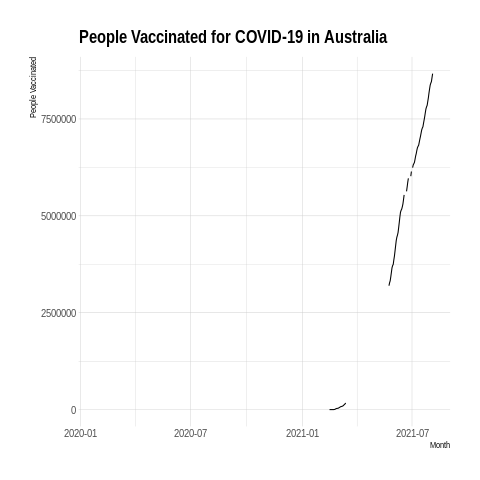 People Vaccinated for COVID-19 in Australia
People Vaccinated
7500000
5000000
2500000
0
2020-01 2020-07 2021-01 2021-07
Month